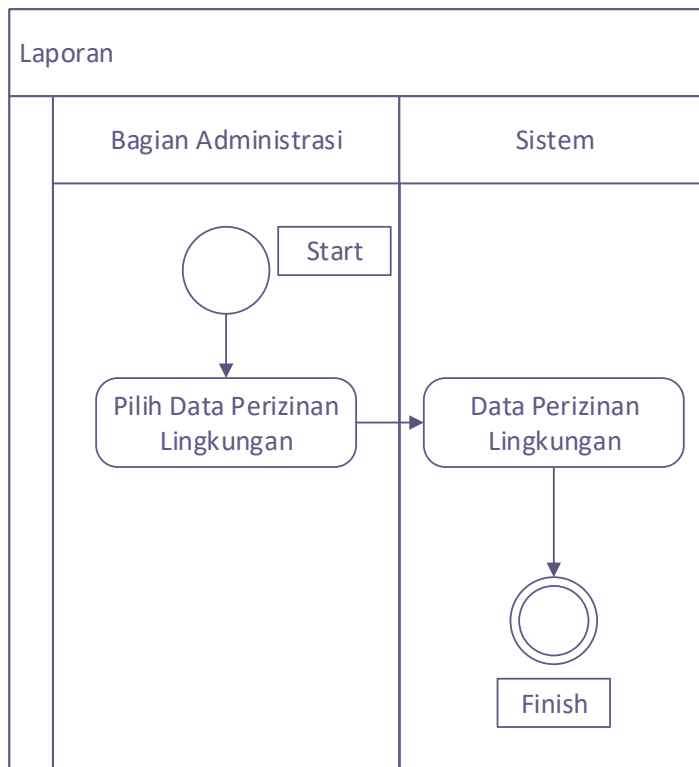 Laporan
Bagian Administrasi
Sistem
Start
Pilih Data Perizinan
Lingkungan
Data Perizinan
Lingkungan
Finish